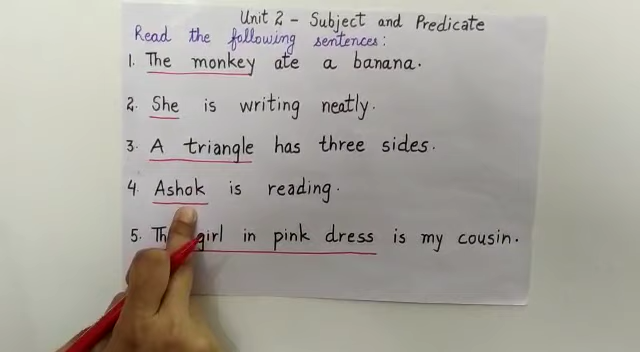 Unit 2 - Subject and Predicate
Read the following sentences:
1. The monkey ate a banana.
2. She is writing neatly.
3. A triangle has three sides.
4. Ashok is reading.
5. girl in pink dress is my cousin.